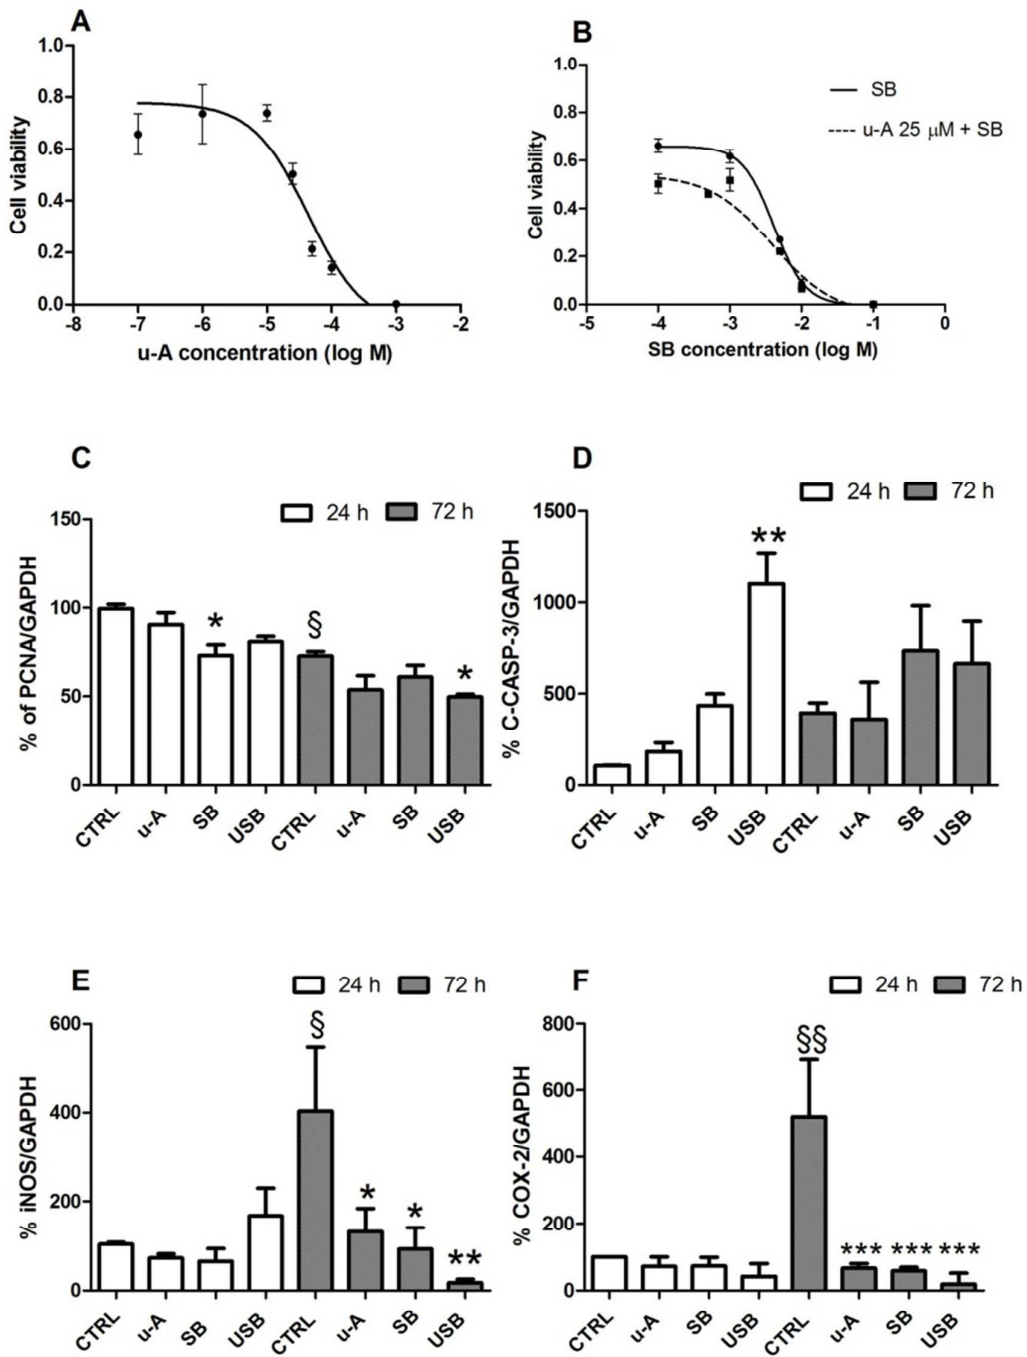 A
1.0
0.8
0.6
0.4
0.2
0.0
Cell viability
-8 -7 -6 -5 -4 -3 -2
u-A concentration (log M)
B
1.0
0.8
0.6
0.4
0.2
0.0
Cell viability
SB
u-A 25 µM + SB
-5 -4 -3 -2 -1 0
SB concentration (log M)
C
24 h 72 h
150
100
50
0
% of PCNA/GAPDH
* § *
CTRL u-A SB USB CTRL u-A SB USB
D
24 h 72 h
1500
1000
500
0
% C-CASP-3/GAPDH
**
CTRL u-A SB USB CTRL u-A SB USB
E
24 h 72 h
600
400
200
0
% iNOS/GAPDH
§ * * **
CTRL u-A SB USB CTRL u-A SB USB
F
24 h 72 h
800
600
400
200
0
% COX-2/GAPDH
§§ *** *** ***
CTRL u-A SB USB CTRL u-A SB USB